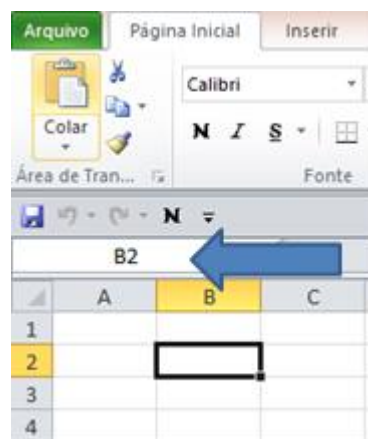 Arquivo Página Inicial Inserir
Calibri
Colar
N I S
Área de Tran... Fonte
N
B2
A B C
1
2
3
4